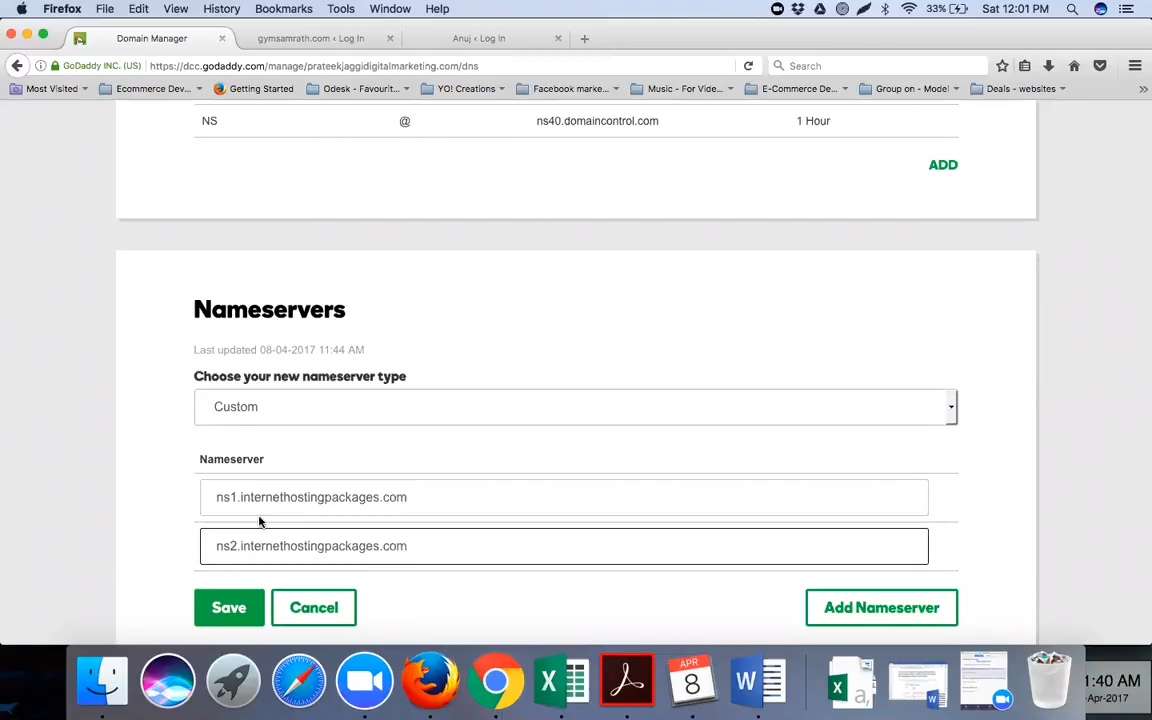 Firefox File Edit View History Bookmarks Tools Window Help 33% Sat 12:01 PM
Domain Manager gymsamrath.com ‹ Log In Anuj ‹ Log In
GoDaddy INC. (US) https://dcc.godaddy.com/manage/prateekjaggidigitalmarketing.com/dns Search
Most Visited Ecommerce Dev... Getting Started Odesk - Favourit... YO! Creations Facebook marke... Music - For Vide... E-Commerce De... Group on - Model Deals - websites
NS @ ns40.domaincontrol.com 1 Hour
ADD
Nameservers
Last updated 08-04-2017 11:44 AM
Choose your new nameserver type
Custom
Nameserver
ns1.internethostingpackages.com
ns2.internethostingpackages.com
Save Cancel Add Nameserver
APR
8
1:40 AM
-Apr-2017